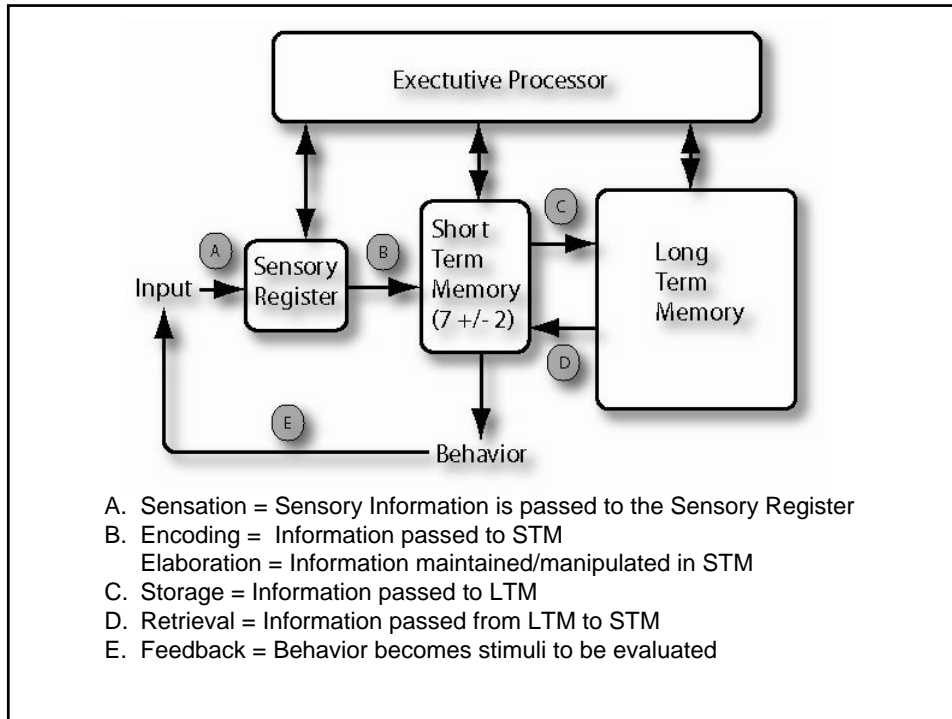 Exectutive Processor
A
B
C
D
E
Input
Sensory
Register
Short
Term
Memory
(7 +/- 2)
Long
Term
Memory
Behavior
A. Sensation = Sensory Information is passed to the Sensory Register
B. Encoding = Information passed to STM
Elaboration = Information maintained/manipulated in STM
C. Storage = Information passed to LTM
D. Retrieval = Information passed from LTM to STM
E. Feedback = Behavior becomes stimuli to be evaluated